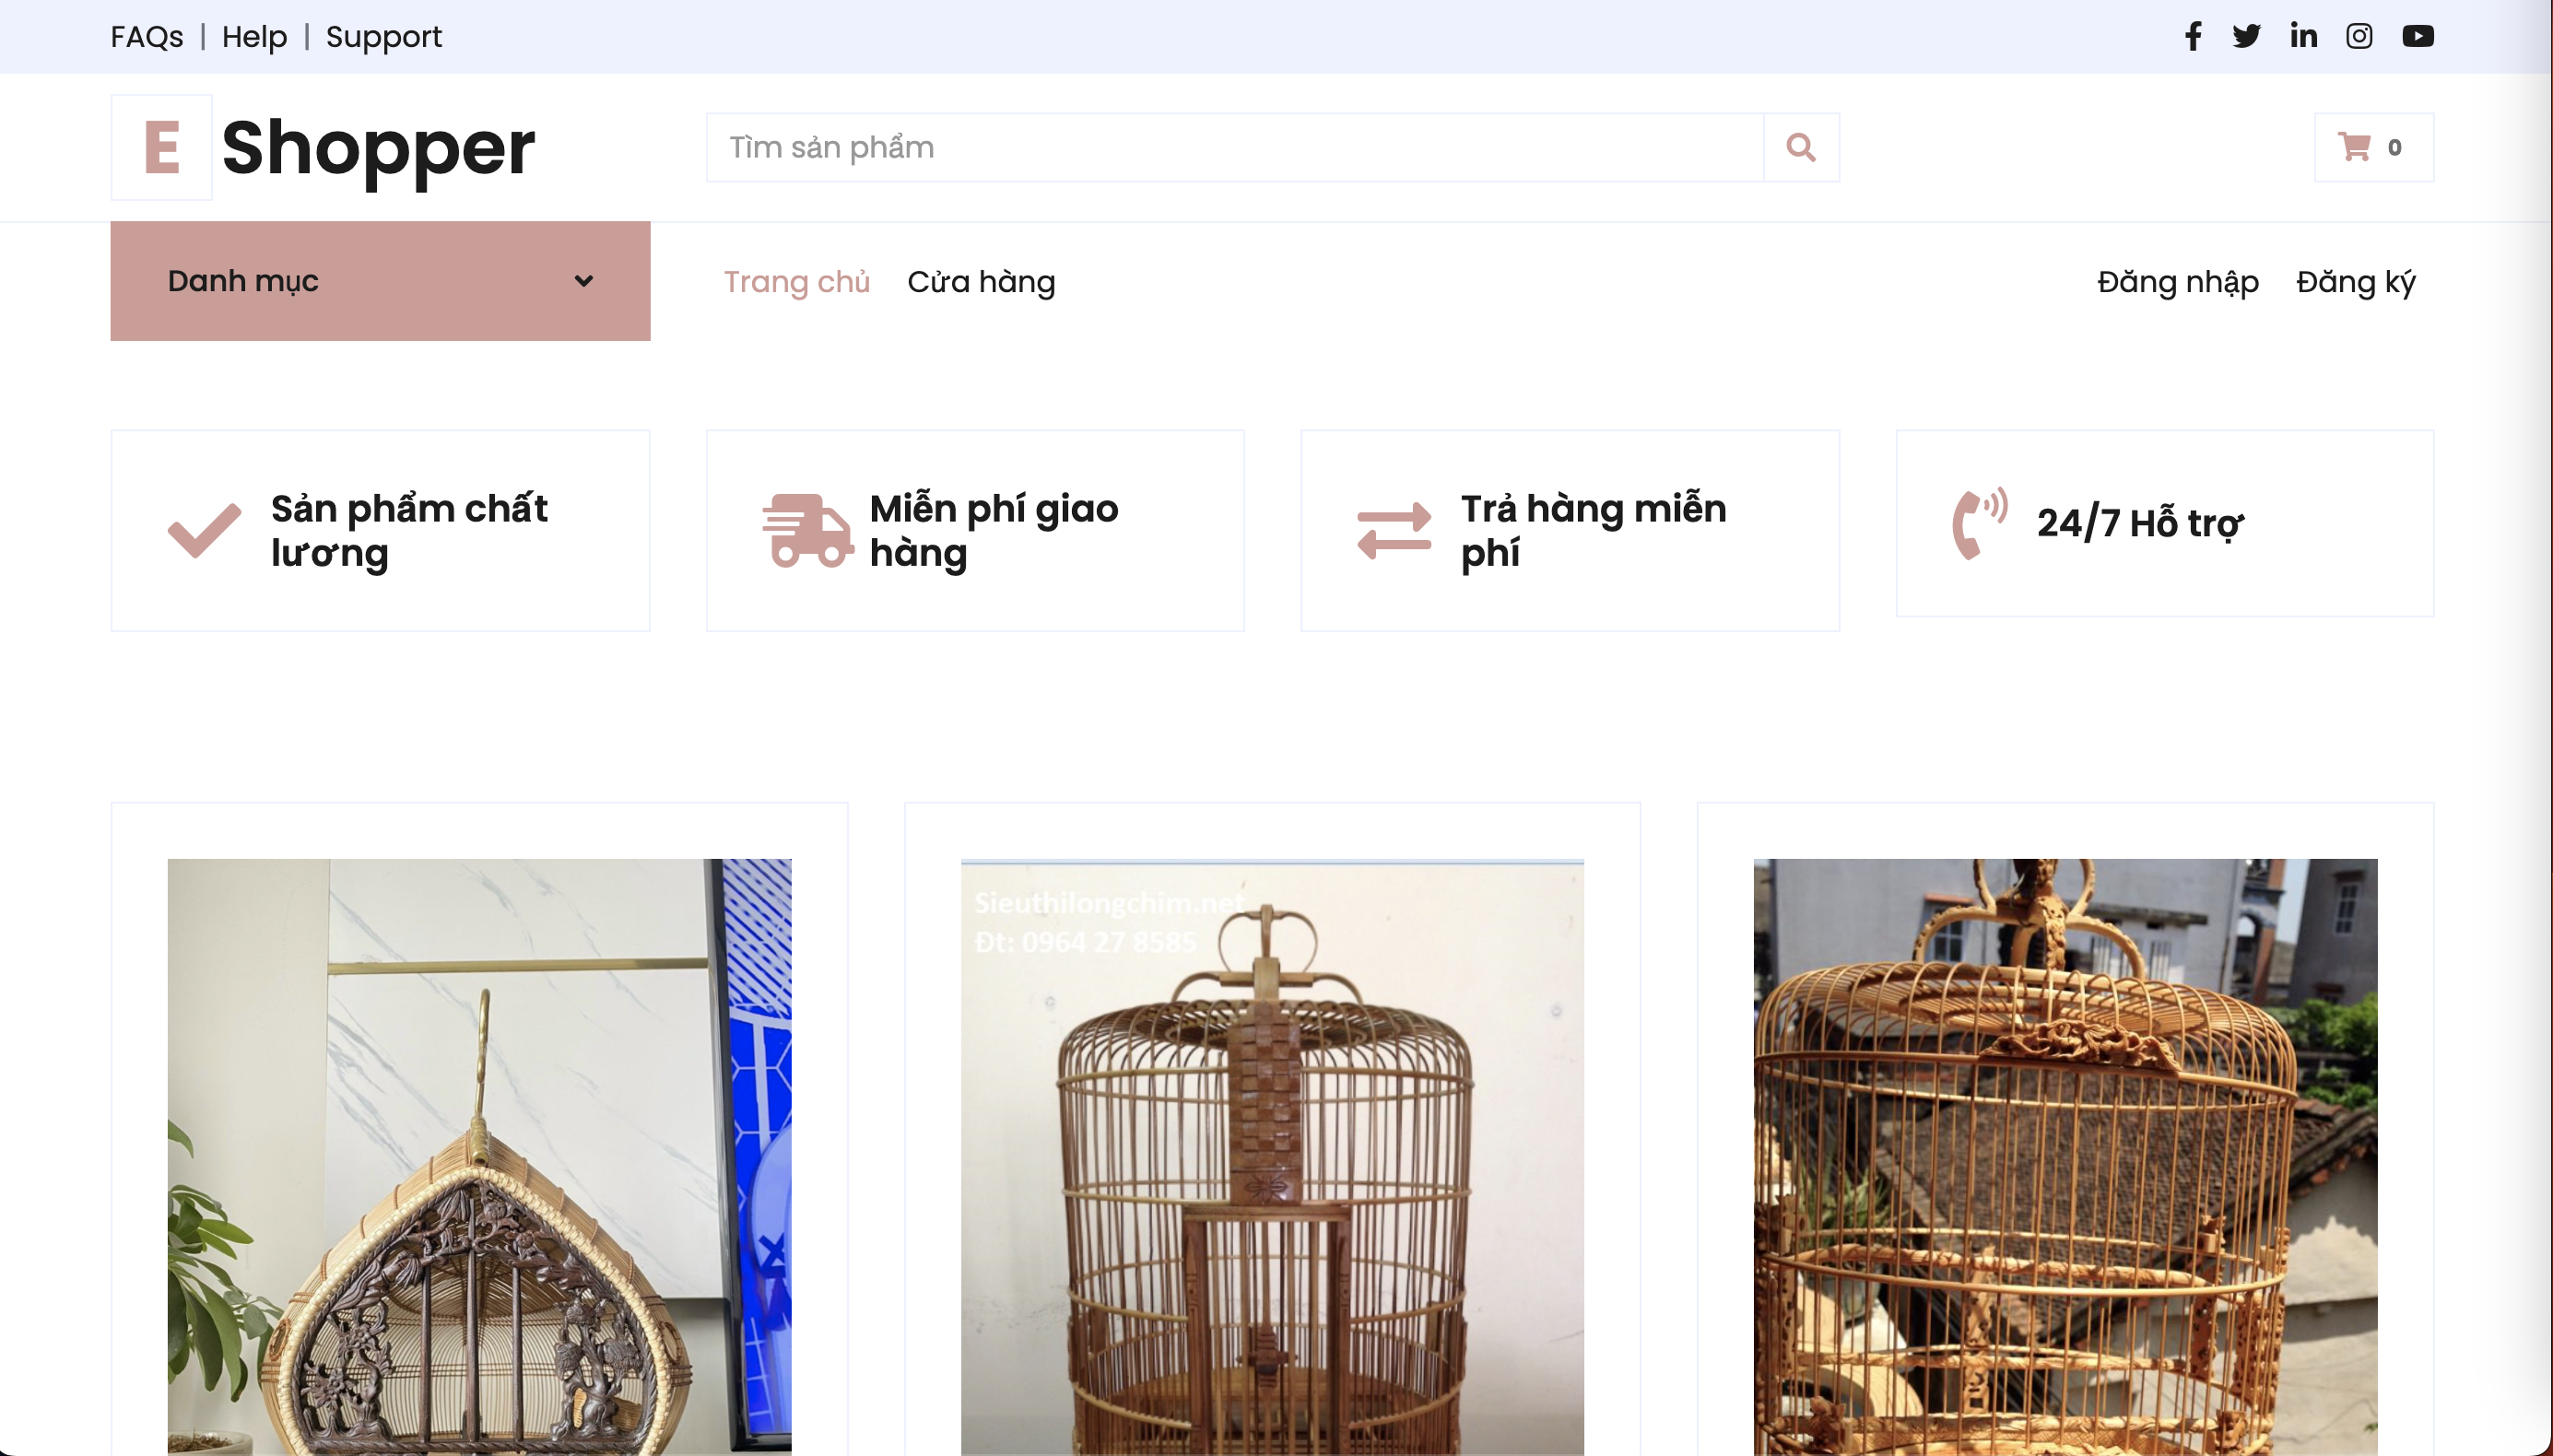 FAQs | Help | Support
E Shopper
Tìm sản phẩm
0
Danh mục
Trang chủ
Cửa hàng
Đăng nhập
Đăng ký
Sản phẩm chất
lương
Miễn phí giao
hàng
Trả hàng miễn
phí
24/7 Hỗ trợ
Sieuthilongchim.net
Đt: 0964 27 8585